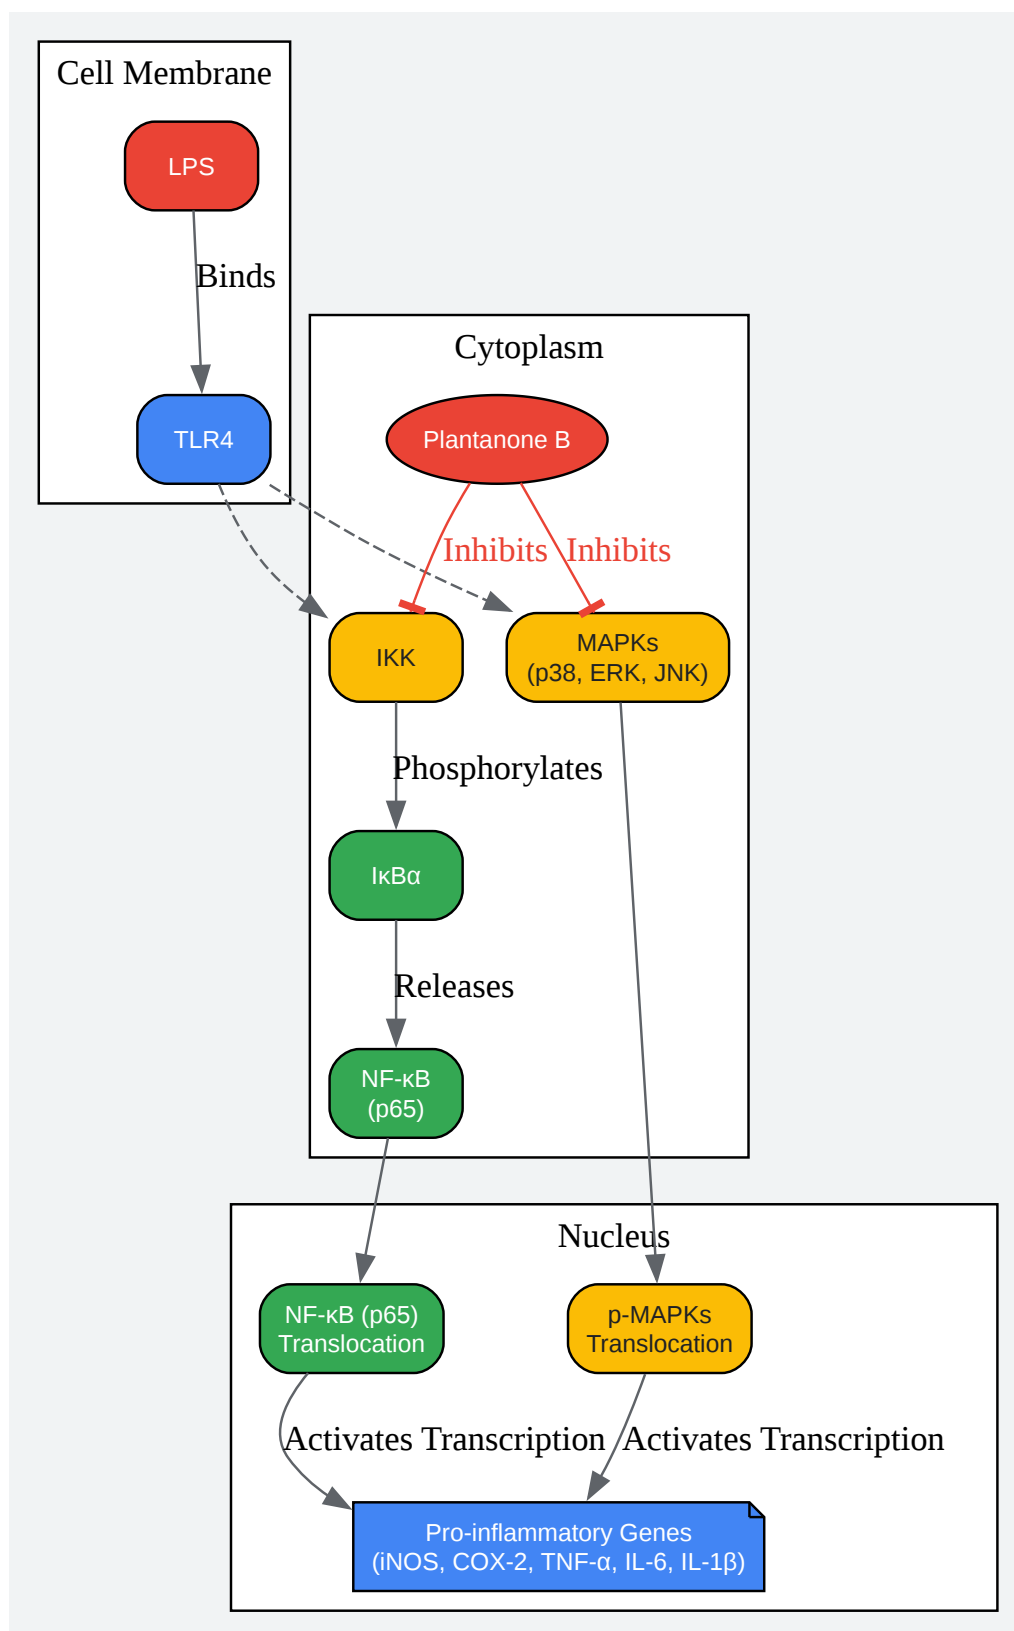 Cell Membrane
LPS
Binds
TLR4
Cytoplasm
Plantanone B
Inhibits
Inhibits
IKK
MAPKs
(p38, ERK, JNK)
Phosphorylates
IκBα
Releases
NF-κB
(p65)
Nucleus
NF-κB (p65)
Translocation
p-MAPKs
Translocation
Activates Transcription
Activates Transcription
Pro-inflammatory Genes
(iNOS, COX-2, TNF-α, IL-6, IL-1β)